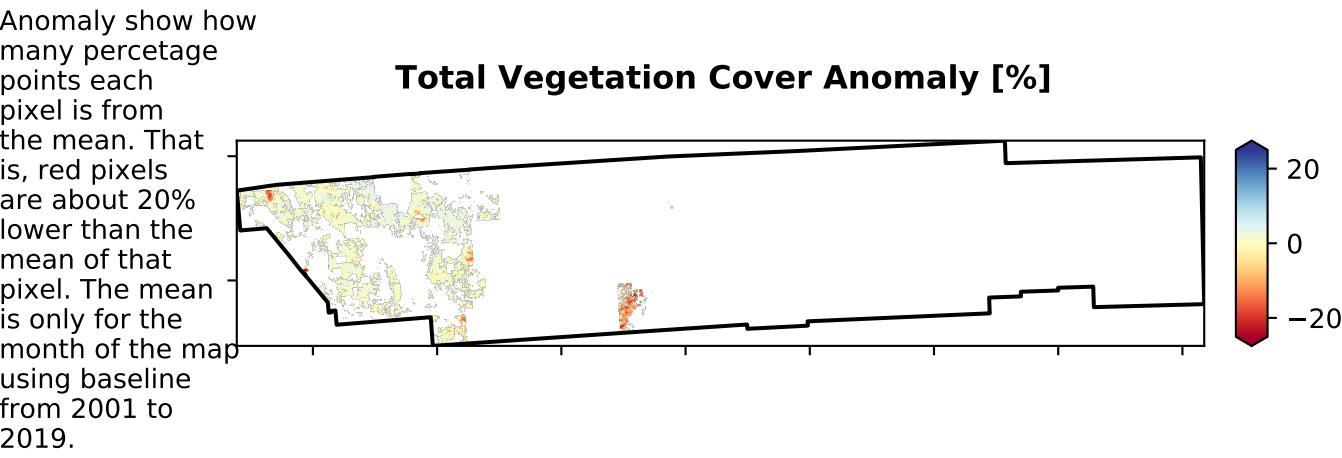 Anomaly show how
many percetage
points each
pixel is from
the mean. That
is, red pixels
are about 20%
lower than the
mean of that
pixel. The mean
is only for the
month of the map
using baseline
from 2001 to
2019.
Total Vegetation Cover Anomaly [%]
20
0
−20